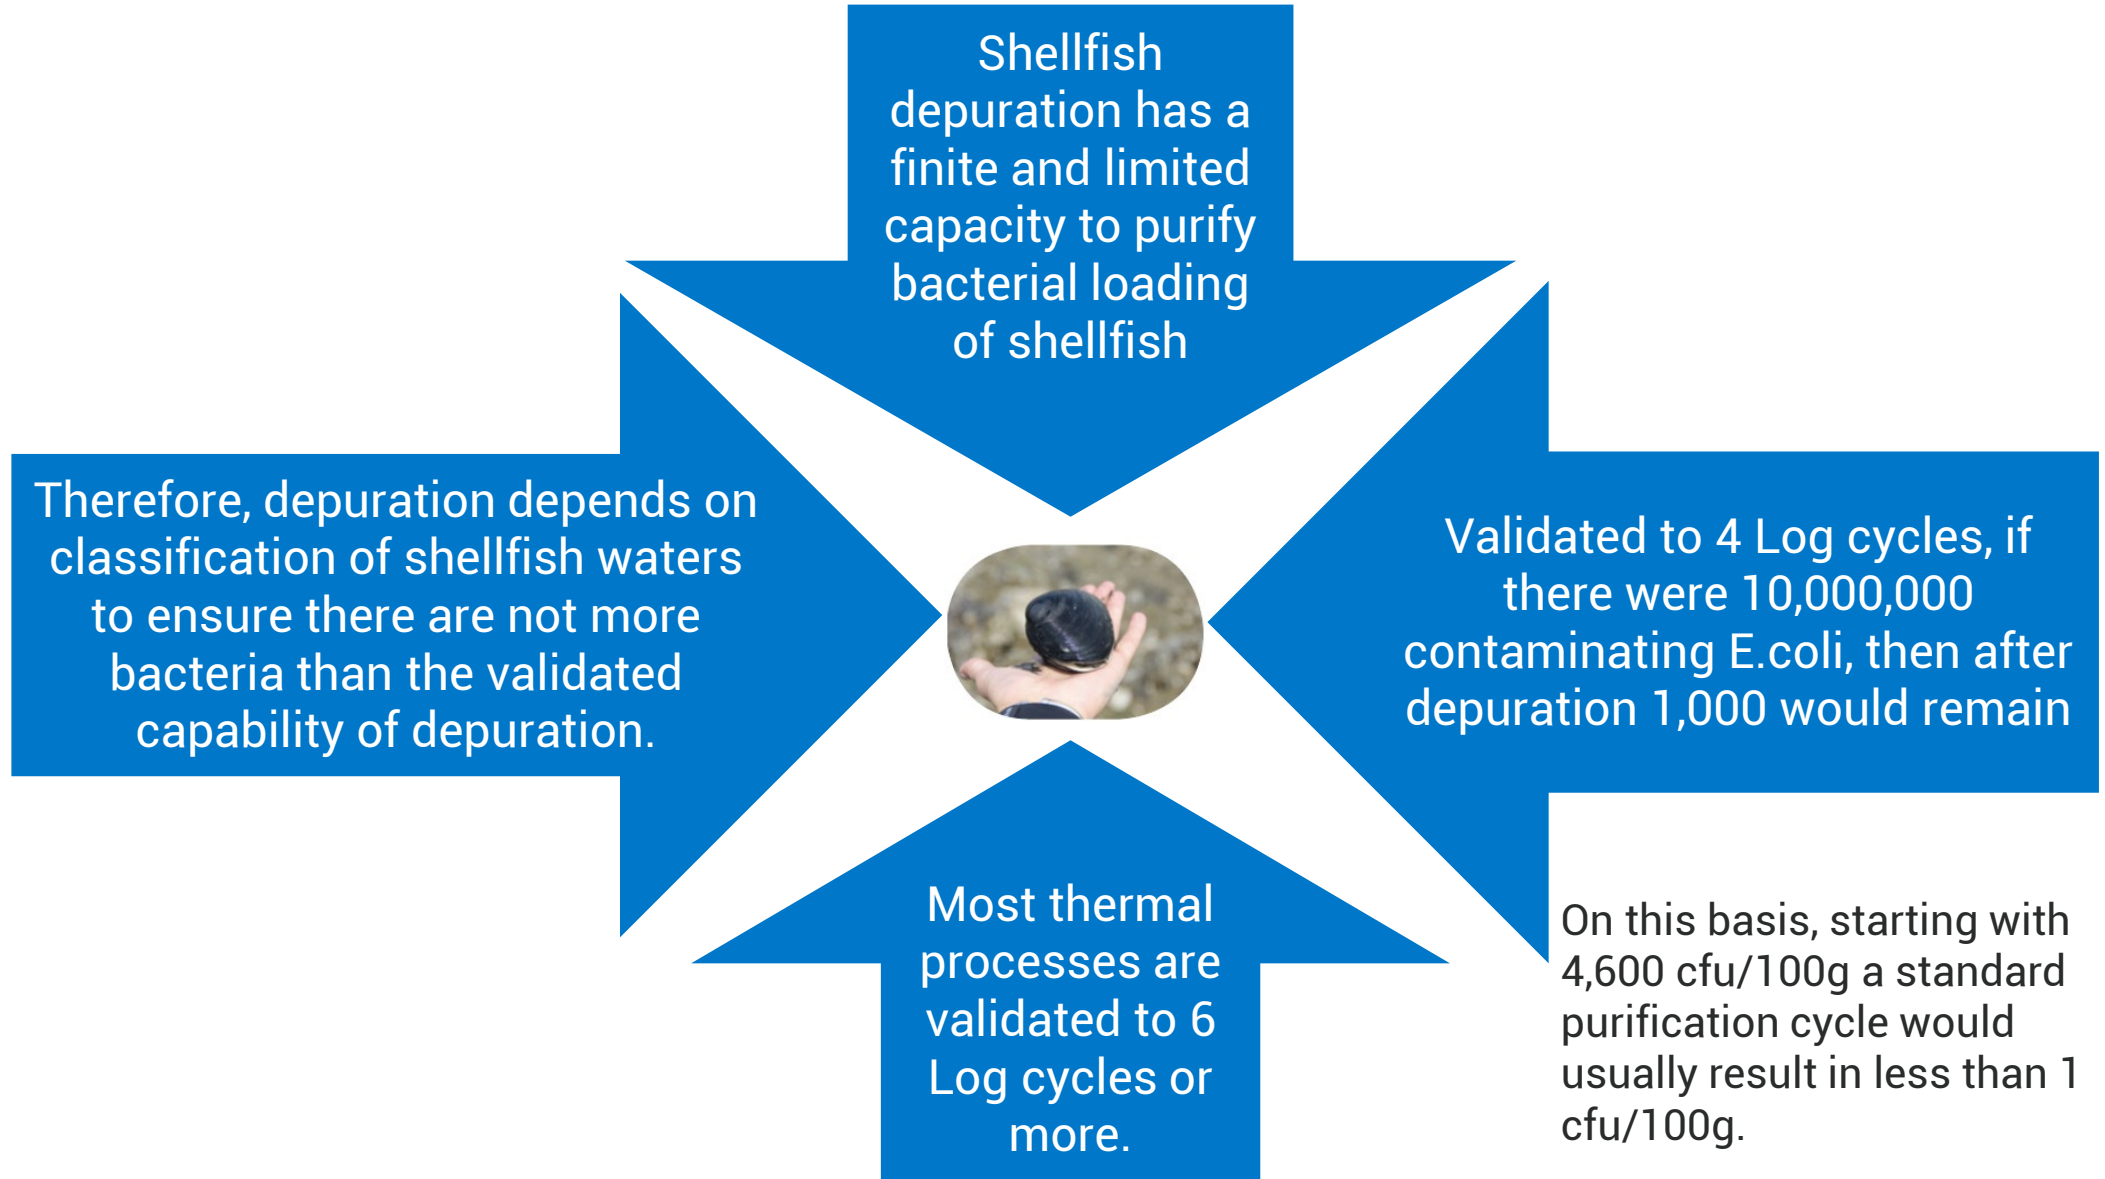 Shellfish
depuration has a
finite and limited
capacity to purify
bacterial loading
of shellfish
Therefore, depuration depends on
classification of shellfish waters
to ensure there are not more
bacteria than the validated
capability of depuration.
Validated to 4 Log cycles, if
there were 10,000,000
contaminating E.coli, then after
depuration 1,000 would remain
Most thermal
processes are
validated to 6
Log cycles or
more.
On this basis, starting with
4,600 cfu/100g a standard
purification cycle would
usually result in less than 1
cfu/100g.